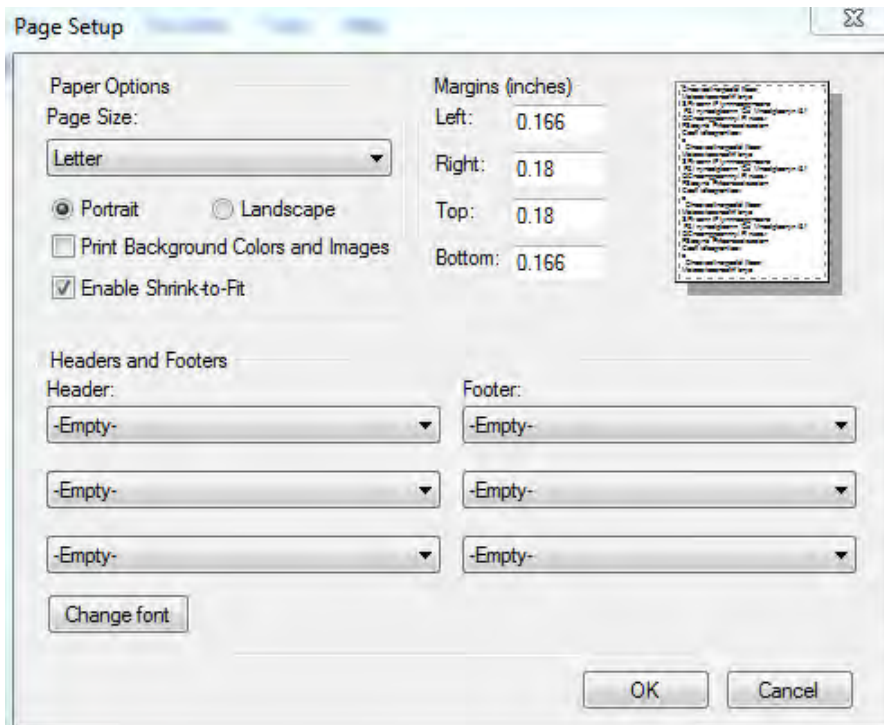 Page Setup
Paper Options
Page Size:
Letter
Portrait
Landscape
Print Background Colors and Images
Enable Shrink-to-Fit
Margins (inches)
Left: 0.166
Right: 0.18
Top: 0.18
Bottom: 0.166
Headers and Footers
Header:
-Empty-
-Empty-
-Empty-
Footer:
-Empty-
-Empty-
-Empty-
Change font
OK
Cancel